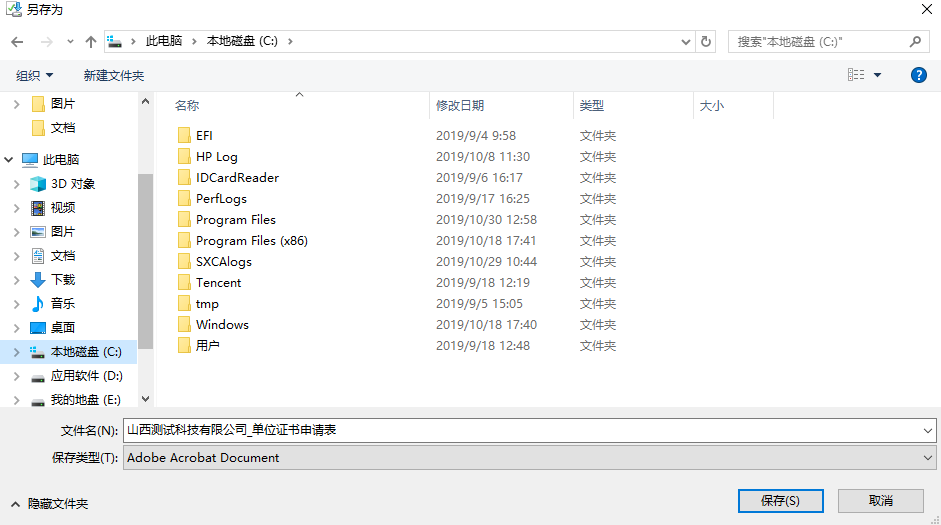 另存为
此电脑 本地磁盘 (C:)
搜索"本地磁盘 (C:)"
组织 新建文件夹
图片
文档
此电脑
3D 对象
视频
图片
文档
下载
音乐
桌面
本地磁盘 (C:)
应用软件 (D:)
我的地盘 (E:)
名称 修改日期 类型 大小
EFI 2019/9/4 9:58 文件夹
HP Log 2019/10/8 11:30 文件夹
IDCardReader 2019/9/6 16:17 文件夹
PerfLogs 2019/9/17 16:25 文件夹
Program Files 2019/10/30 12:58 文件夹
Program Files (x86) 2019/10/18 17:41 文件夹
SXCAlogs 2019/10/29 10:44 文件夹
Tencent 2019/9/18 12:19 文件夹
tmp 2019/9/5 15:05 文件夹
Windows 2019/10/18 17:40 文件夹
用户 2019/9/18 12:48 文件夹
文件名(N): 山西测试科技有限公司_单位证书申请表
保存类型(T): Adobe Acrobat Document
隐藏文件夹 保存(S) 取消